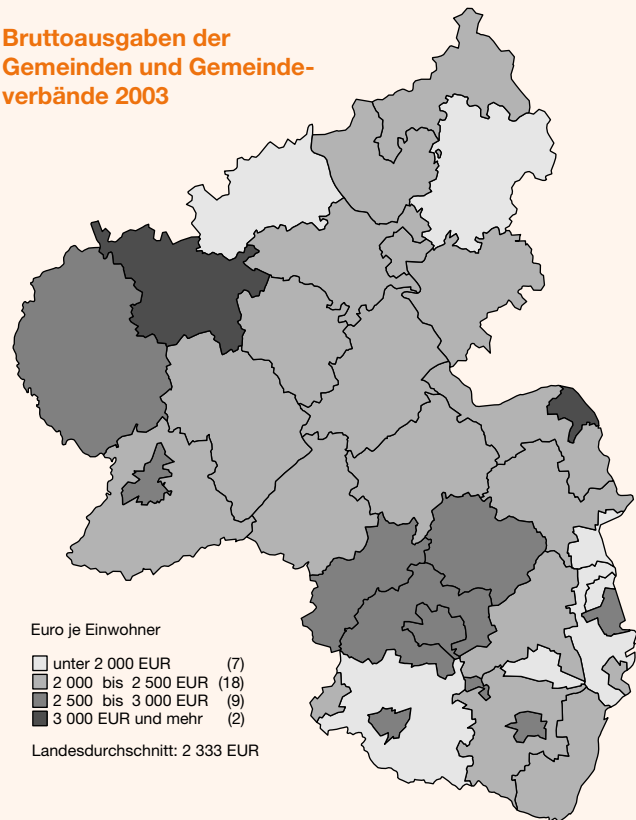 Bruttoausgaben der
Gemeinden und Gemeinde-
verbände 2003
Euro je Einwohner
unter 2 000 EUR (7)
2 000 bis 2 500 EUR (18)
2 500 bis 3 000 EUR (9)
3 000 EUR und mehr (2)
Landesdurchschnitt: 2 333 EUR